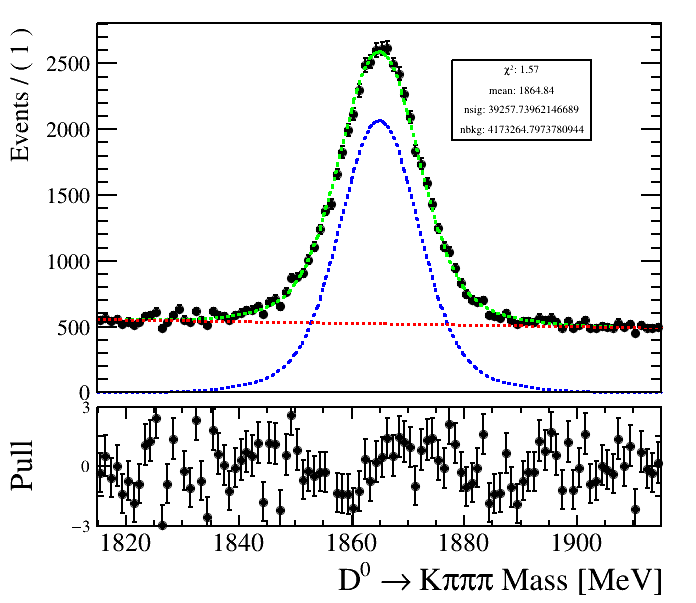 Events / ( 1 )
2500
2000
1500
1000
500
0
χ²: 1.57
mean: 1864.84
nsig: 39257.73962146689
nbkg: 4173264.7973780944
Pull
3
0
−3
1820 1840 1860 1880 1900
D⁰ → Kπππ Mass [MeV]